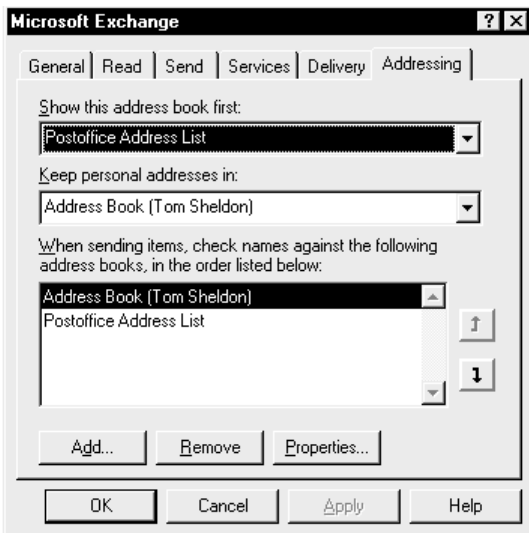 Microsoft Exchange ? X
General Read Send Services Delivery Addressing
Show this address book first:
Postoffice Address List
Keep personal addresses in:
Address Book (Tom Sheldon)
When sending items, check names against the following
address books, in the order listed below:
Address Book (Tom Sheldon)
Postoffice Address List
Add... Remove Properties...
OK Cancel Apply Help